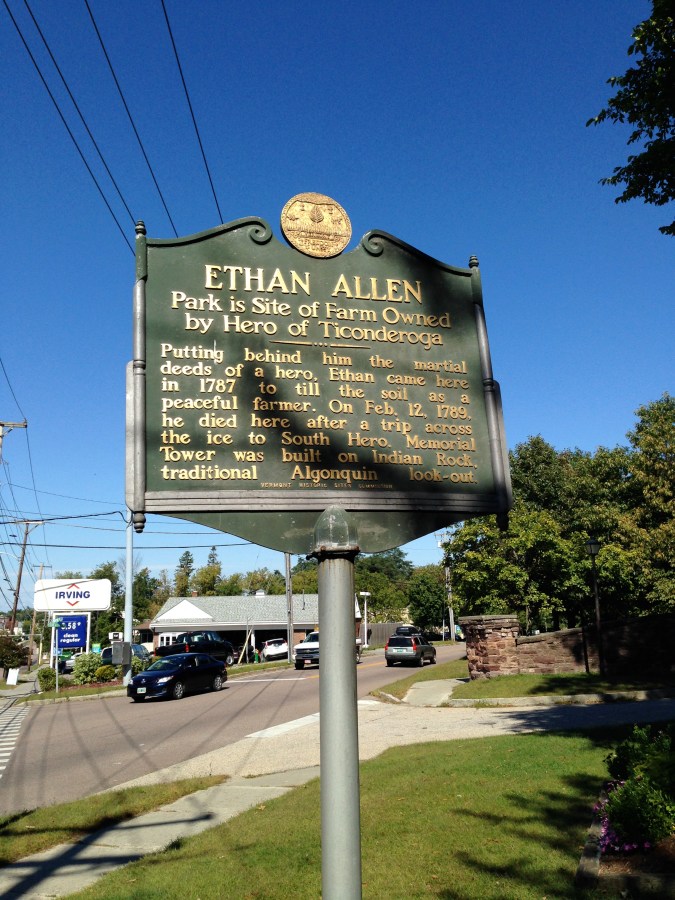 ETHAN ALLEN
Park is Site of Farm Owned
by Hero of Ticonderoga
Putting behind him the martial
deeds of a hero, Ethan came here
in 1787 to till the soil as a
peaceful farmer. On Feb. 12, 1789,
he died here after a trip across
the ice to South Hero. Memorial
Tower was built on Indian Rock,
traditional Algonquin look-out.
VERMONT HISTORIC SITES COMMISSION
IRVING
regular